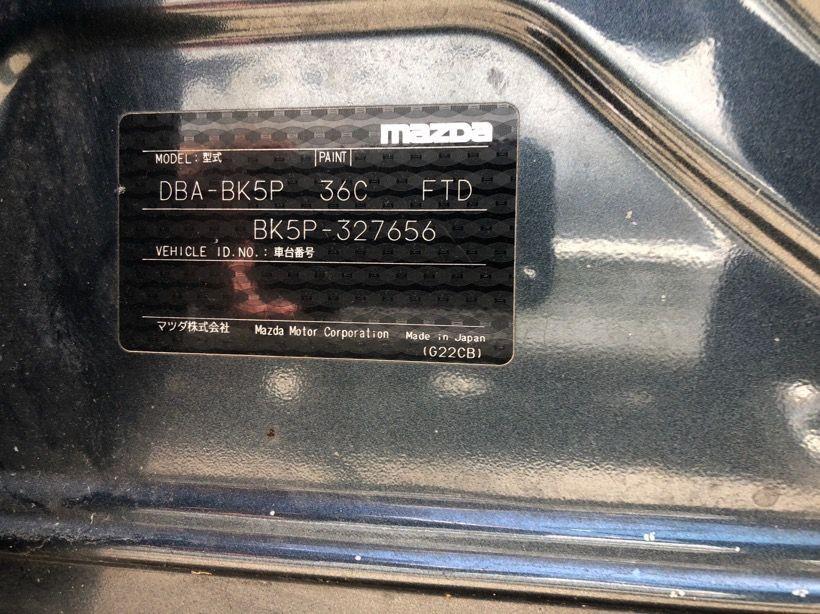 mazda
MODEL：型式 PAINT
DBA-BK5P 36C FTD
BK5P-327656
VEHICLE ID.NO.：車台番号
マツダ株式会社 Mazda Motor Corporation Made in Japan
(G22CB)